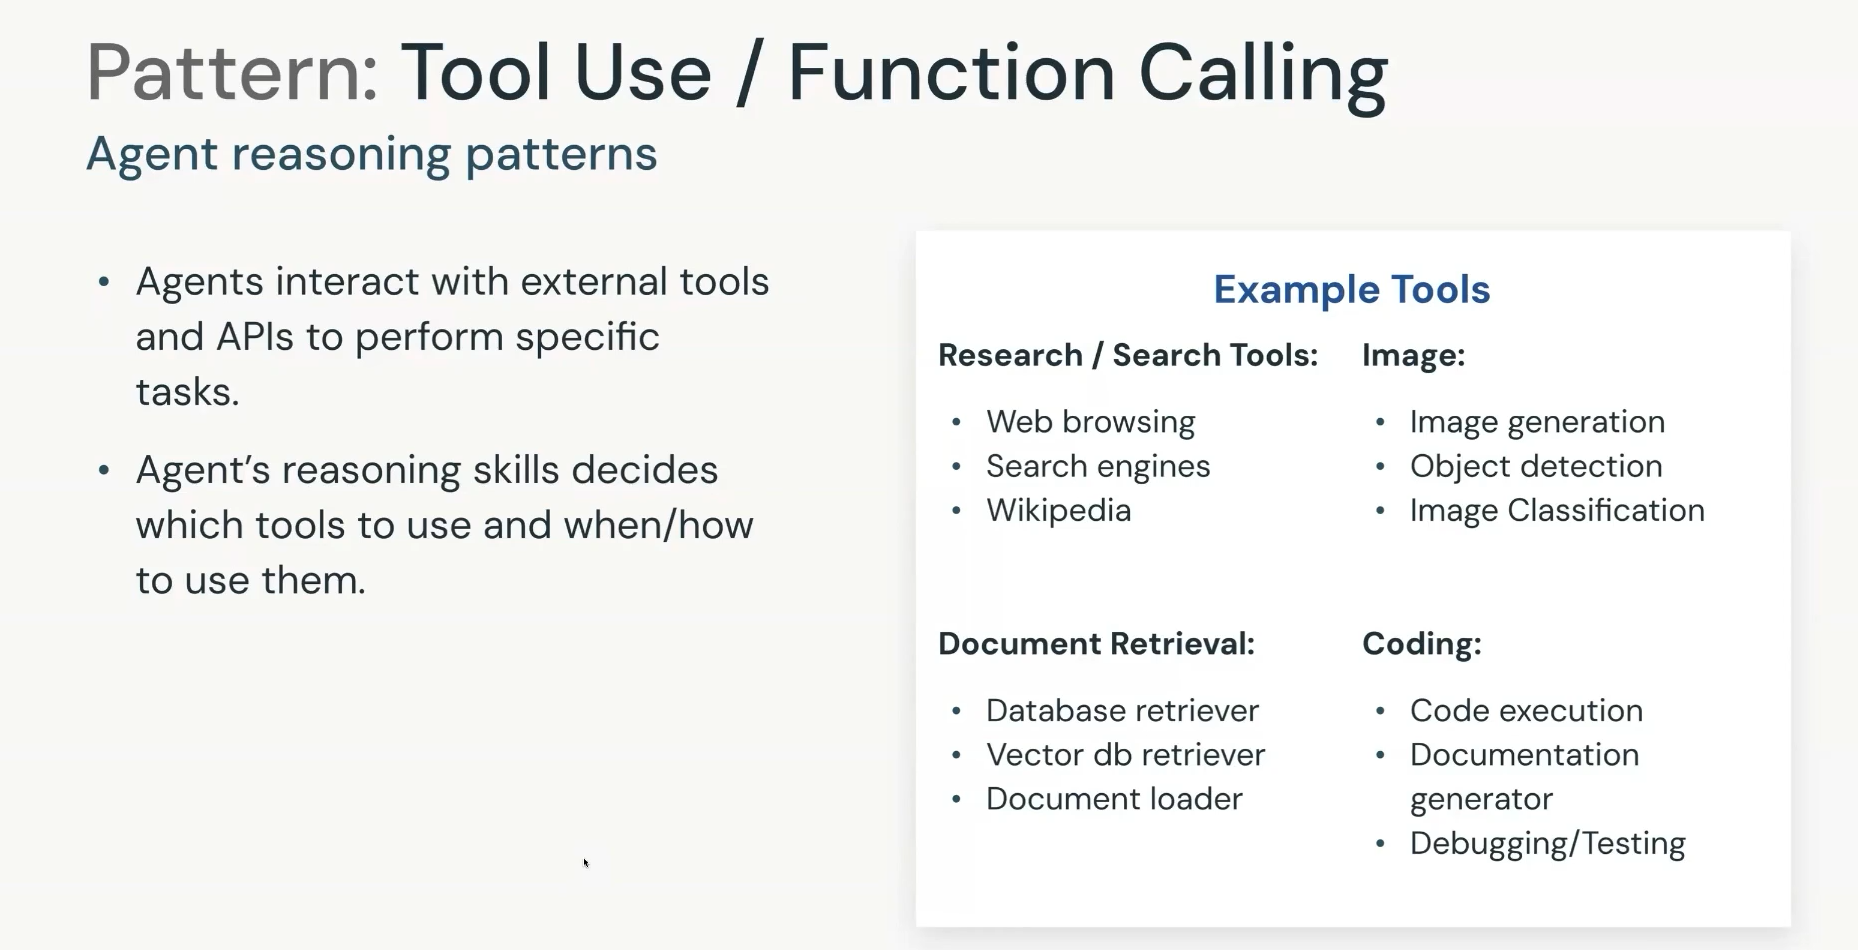 Pattern: Tool Use / Function Calling
Agent reasoning patterns
• Agents interact with external tools
and APIs to perform specific
tasks.
• Agent’s reasoning skills decides
which tools to use and when/how
to use them.
Example Tools
Research / Search Tools:
• Web browsing
• Search engines
• Wikipedia
Image:
• Image generation
• Object detection
• Image Classification
Document Retrieval:
• Database retriever
• Vector db retriever
• Document loader
Coding:
• Code execution
• Documentation
generator
• Debugging/Testing